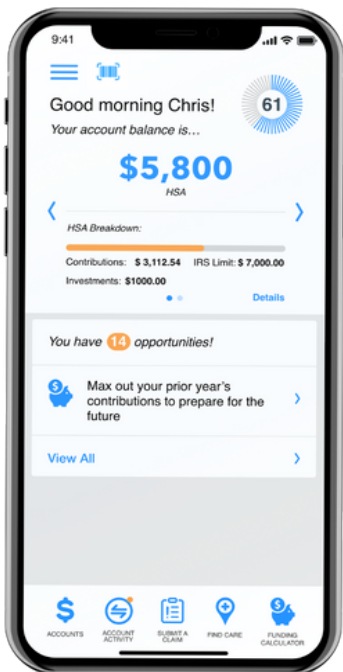 9:41
Good morning Chris!
61
Your account balance is...
$5,800
HSA
HSA Breakdown:
Contributions: $ 3,112.54 IRS Limit: $ 7,000.00
Investments: $1000.00
Details
You have 14 opportunities!
$
Max out your prior year's
contributions to prepare for the
future
View All
$ $
ACCOUNTS ACCOUNT ACTIVITY SUBMIT A CLAIM FIND CARE FUNDING CALCULATOR